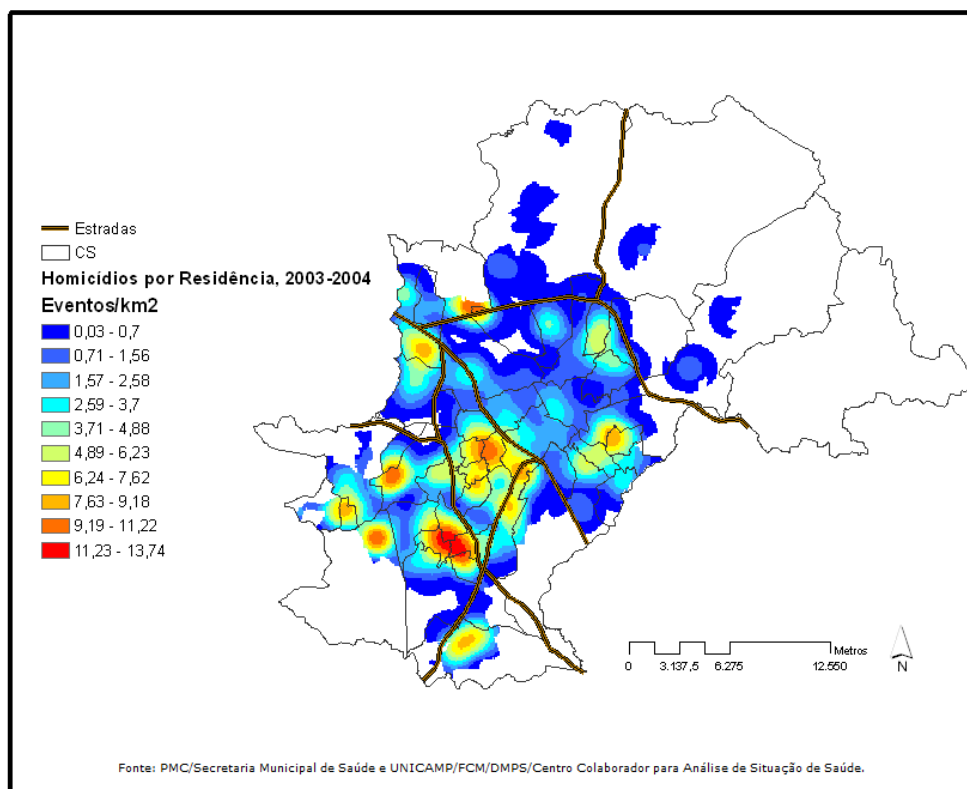 Estradas
CS
Homicídios por Residência, 2003-2004
Eventos/km2
0,03 - 0,7
0,71 - 1,56
1,57 - 2,58
2,59 - 3,7
3,71 - 4,88
4,89 - 6,23
6,24 - 7,62
7,63 - 9,18
9,19 - 11,22
11,23 - 13,74
Metros
0 3.137,5 6.275 12.550
N
Fonte: PMC/Secretaria Municipal de Saúde e UNICAMP/FCM/DMPS/Centro Colaborador para Análise de Situação de Saúde.